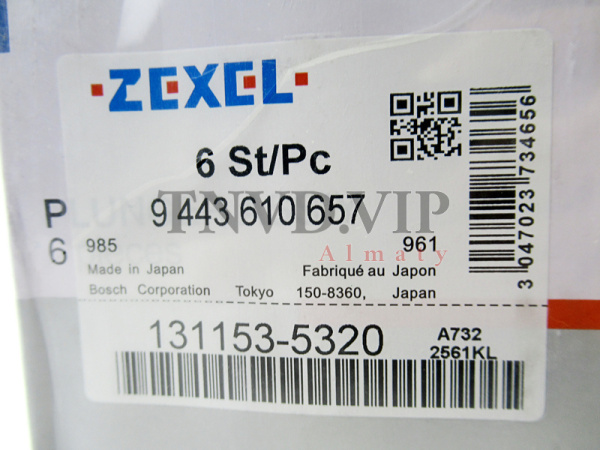 ZEXEL
6 St/Pc
TNVD.VIP
P
9 443 610 657
Almaty
6
985 961
Made in Japan Fabriqué au Japon
Bosch Corporation Tokyo 150-8360, Japan
131153-5320 A732
2561KL
3 047023 734656